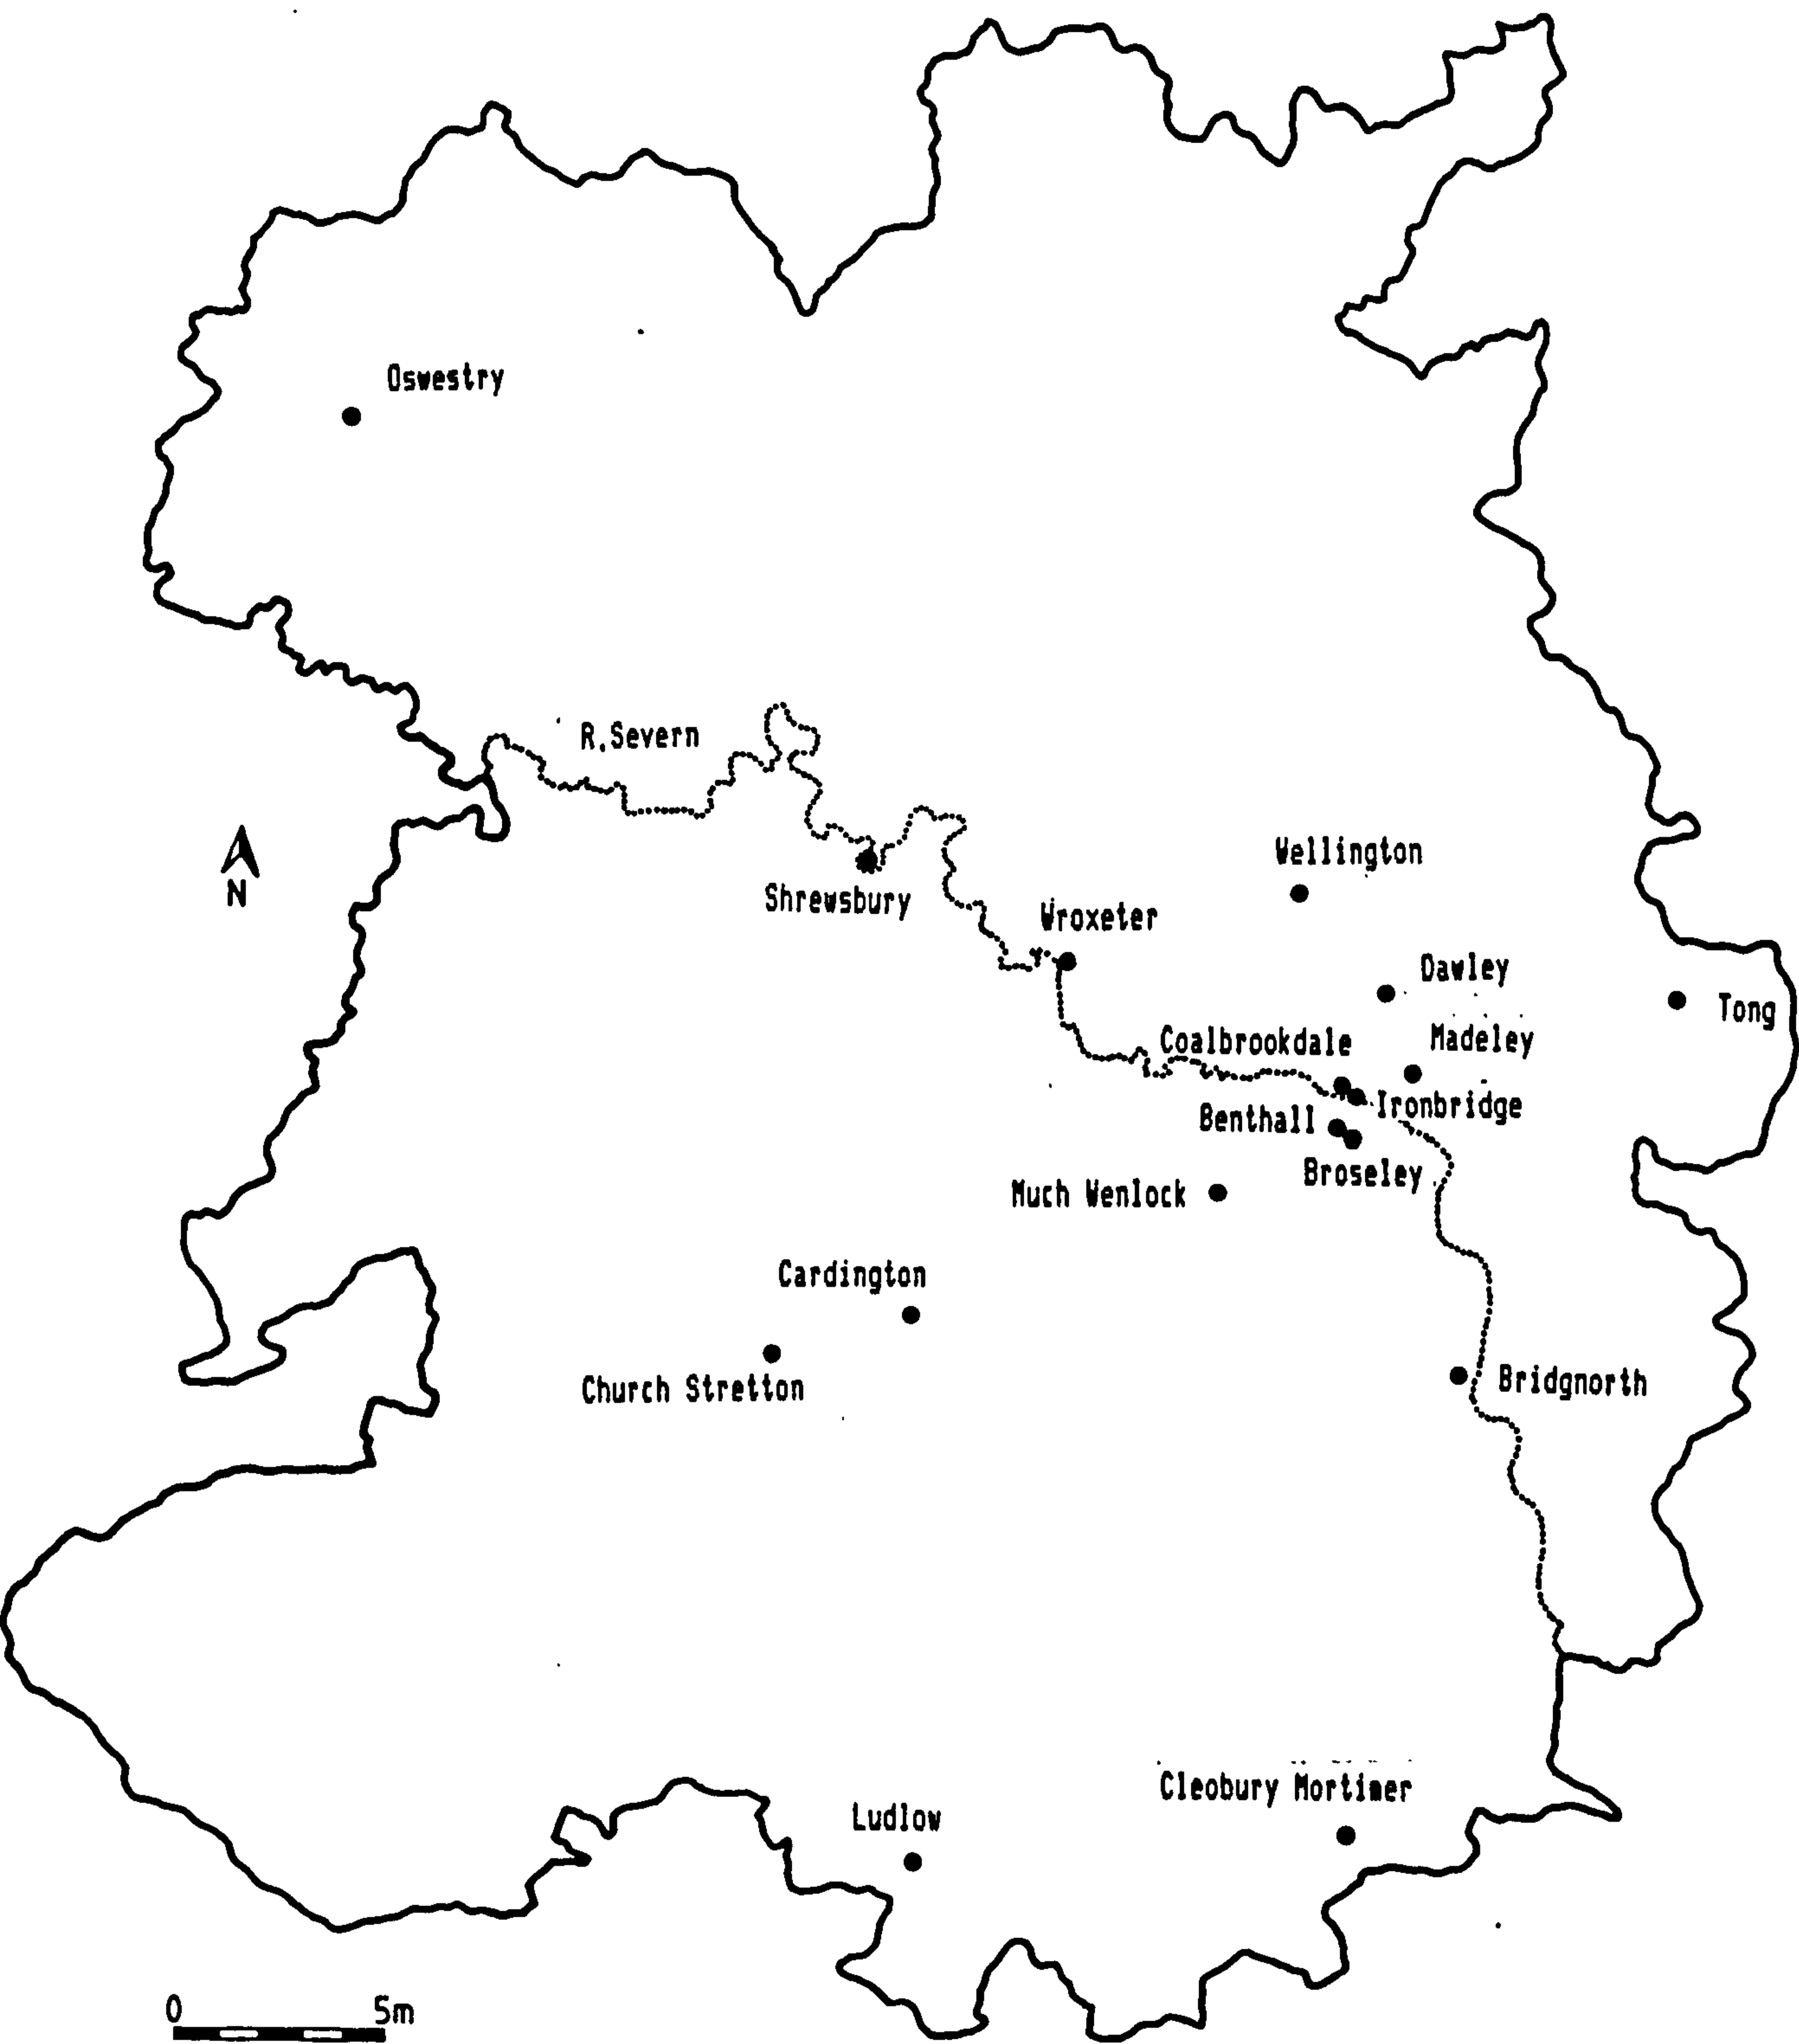 Oswestry
R.Severn
Wellington
Shrewsbury
Wroxeter
Dawley
Tong
Coalbrookdale
Madeley
Ironbridge
Benthall
Broseley
Much Wenlock
Cardington
Church Stretton
Bridgnorth
Cleobury Mortimer
Ludlow
N
0 5m